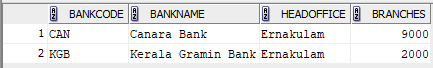 BANKCODE BANKNAME HEADOFFICE BRANCHES
1 CAN Canara Bank Ernakulam 9000
2 KGB Kerala Gramin Bank Ernakulam 2000